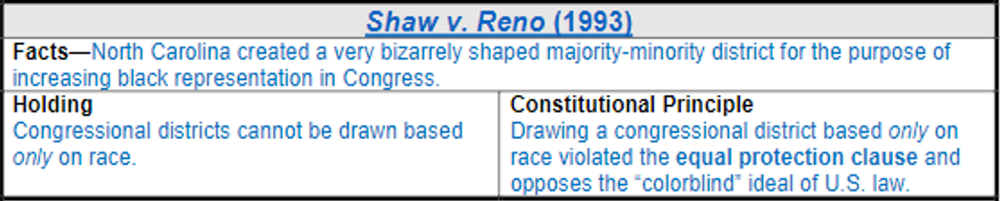 Shaw v. Reno (1993)
Facts—North Carolina created a very bizarrely shaped majority-minority district for the purpose of
increasing black representation in Congress.
Holding
Congressional districts cannot be drawn based
only on race.
Constitutional Principle
Drawing a congressional district based only on
race violated the equal protection clause and
opposes the “colorblind” ideal of U.S. law.